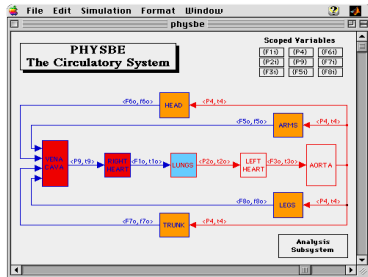 File Edit Simulation Format Window
physbe
PHYSBE
The Circulatory System
Scoped Variables
{F1i} {P4} {F6i}
{P2i} {P9} {F7i}
{F3i} {F5i} {F8i}
<F6o, f6o>
HEAD
<P4, t4>
<F5o, f5o>
ARMS
<P4, t4>
VENA
CAVA
<P9, t9>
RIGHT
HEART
<F1o, t1o>
LUNGS
<P2o, t2o>
LEFT
HEART
<F3o, t3o>
AORTA
<F8o, f8o>
LEGS
<P4, t4>
<F7o, f7o>
TRUNK
<P4, t4>
Analysis
Subsystem